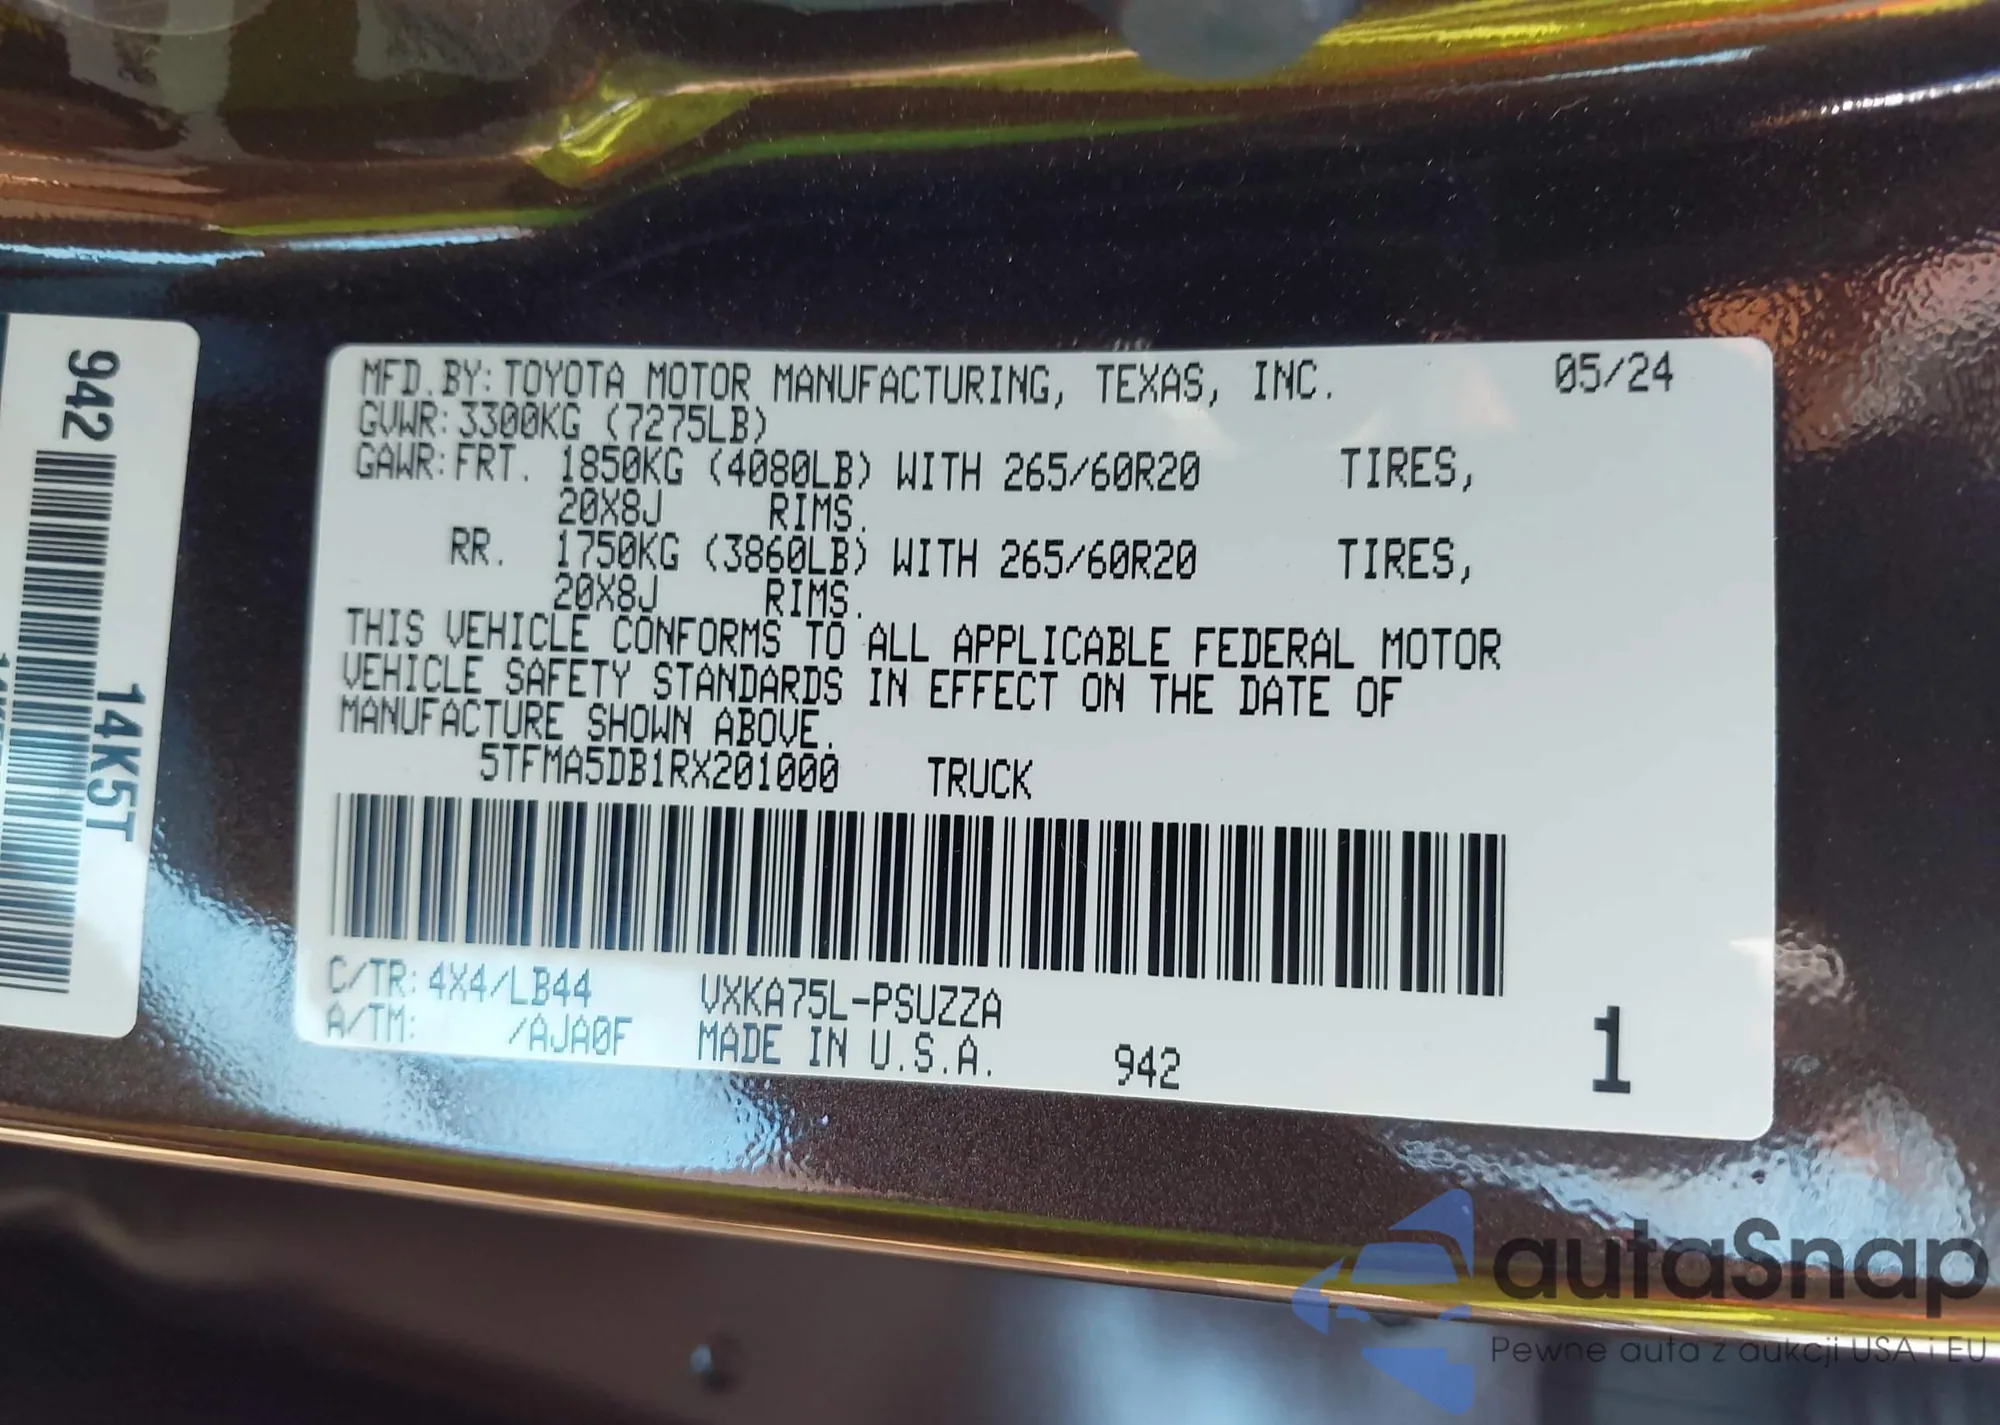 942
14K5T
MFD.BY: TOYOTA MOTOR MANUFACTURING, TEXAS, INC. 05/24
GVWR: 3300KG (7275LB)
GAWR: FRT. 1850KG (4080LB) WITH 265/60R20 TIRES,
20X8J RIMS.
RR. 1750KG (3860LB) WITH 265/60R20 TIRES,
20X8J RIMS.
THIS VEHICLE CONFORMS TO ALL APPLICABLE FEDERAL MOTOR
VEHICLE SAFETY STANDARDS IN EFFECT ON THE DATE OF
MANUFACTURE SHOWN ABOVE.
5TFMA5DB1RX201000 TRUCK
C/TR: 4X4/LB44 VXKA75L-PSUZZA
A/TM: /AJA0F MADE IN U.S.A. 942 1
autaSnap
Pewne auta z aukcji USA i EU